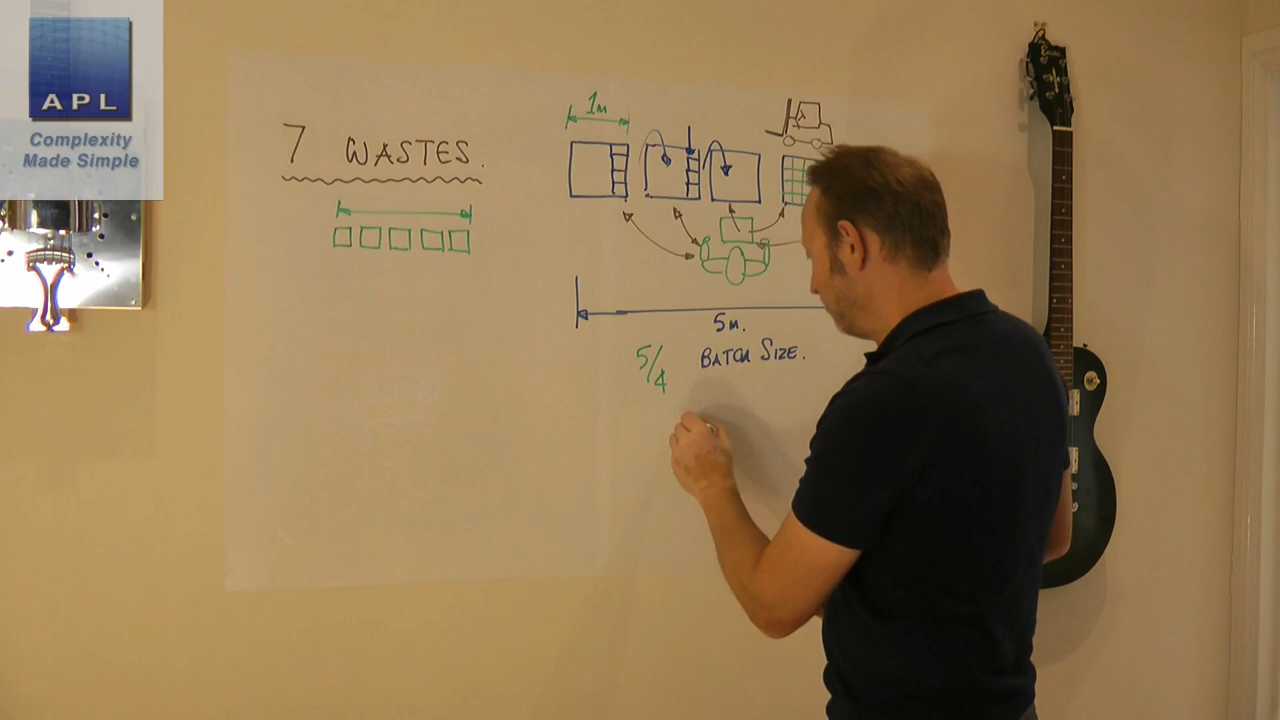 APL
Complexity
Made Simple
7 WASTES.
1M
5M.
BATCH SIZE.
5/4